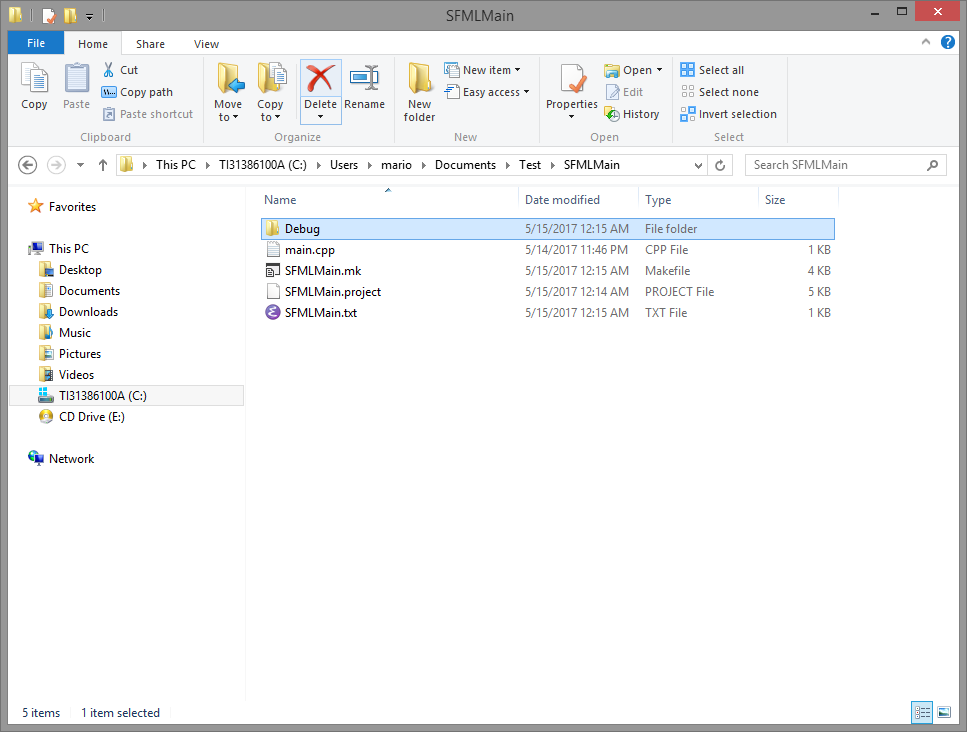 SFMLMain
File Home Share View
Copy
Paste
Cut
Copy path
Paste shortcut
Clipboard
Move to
Copy to
Delete
Rename
Organize
New folder
New item
Easy access
New
Properties
Open
Edit
History
Open
Select all
Select none
Invert selection
Select
This PC TI31386100A (C:) Users mario Documents Test SFMLMain
Search SFMLMain
Favorites
This PC
Desktop
Documents
Downloads
Music
Pictures
Videos
TI31386100A (C:)
CD Drive (E:)
Network
Name Date modified Type Size
Debug 5/15/2017 12:15 AM File folder
main.cpp 5/14/2017 11:46 PM CPP File 1 KB
SFMLMain.mk 5/15/2017 12:15 AM Makefile 4 KB
SFMLMain.project 5/15/2017 12:14 AM PROJECT File 5 KB
SFMLMain.txt 5/15/2017 12:15 AM TXT File 1 KB
5 items 1 item selected